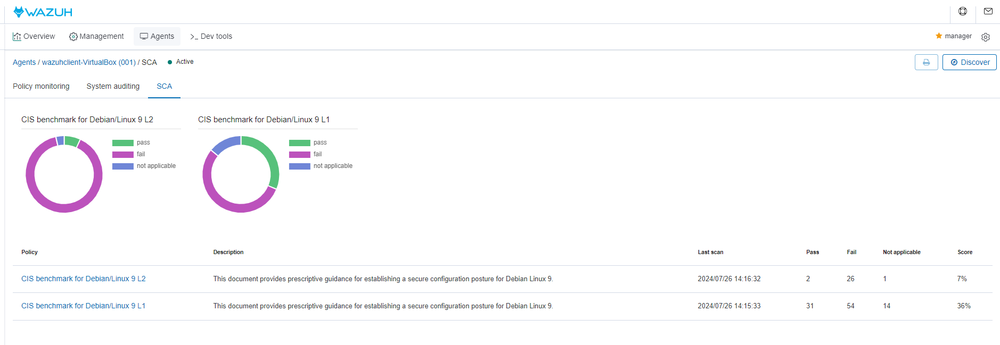 WAZUH
Overview Management Agents >_ Dev tools manager
Agents / wazuhclient-VirtualBox (001) / SCA Active Discover
Policy monitoring System auditing SCA
CIS benchmark for Debian/Linux 9 L2
pass
fail
not applicable
CIS benchmark for Debian/Linux 9 L1
pass
fail
not applicable
Policy Description Last scan Pass Fail Not applicable Score
CIS benchmark for Debian/Linux 9 L2 This document provides prescriptive guidance for establishing a secure configuration posture for Debian Linux 9. 2024/07/26 14:16:32 2 26 1 7%
CIS benchmark for Debian/Linux 9 L1 This document provides prescriptive guidance for establishing a secure configuration posture for Debian Linux 9. 2024/07/26 14:15:33 31 54 14 36%